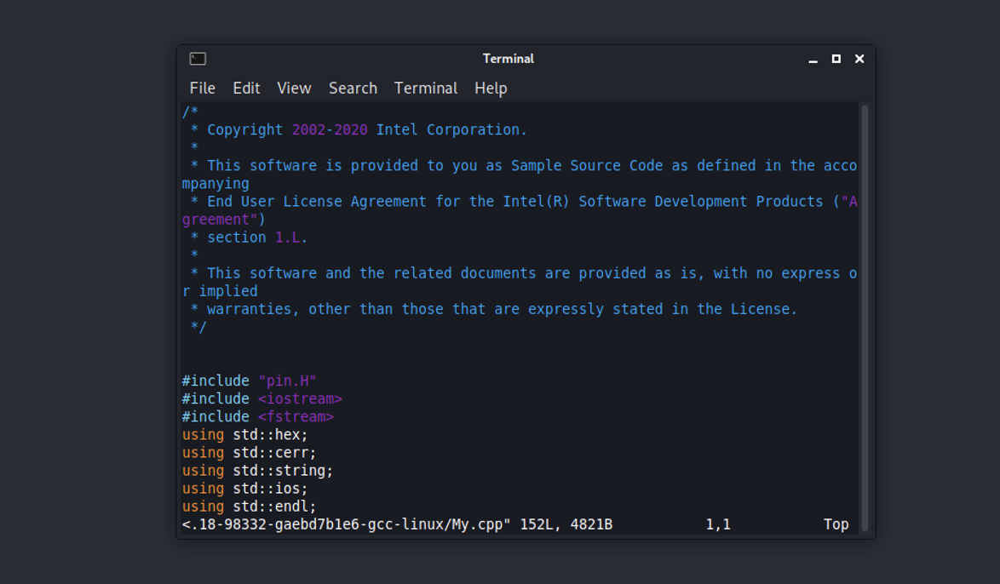 Terminal
File Edit View Search Terminal Help
/*
 * Copyright 2002-2020 Intel Corporation.
 *
 * This software is provided to you as Sample Source Code as defined in the acco
mpanying
 * End User License Agreement for the Intel(R) Software Development Products ("A
greement")
 * section 1.L.
 *
 * This software and the related documents are provided as is, with no express o
r implied
 * warranties, other than those that are expressly stated in the License.
 */
#include "pin.H"
#include <iostream>
#include <fstream>
using std::hex;
using std::cerr;
using std::string;
using std::ios;
using std::endl;
<.18-98332-gaebd7b1e6-gcc-linux/My.cpp" 152L, 4821B 1,1 Top